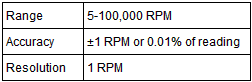 Range 5-100,000 RPM
Accuracy ±1 RPM or 0.01% of reading
Resolution 1 RPM